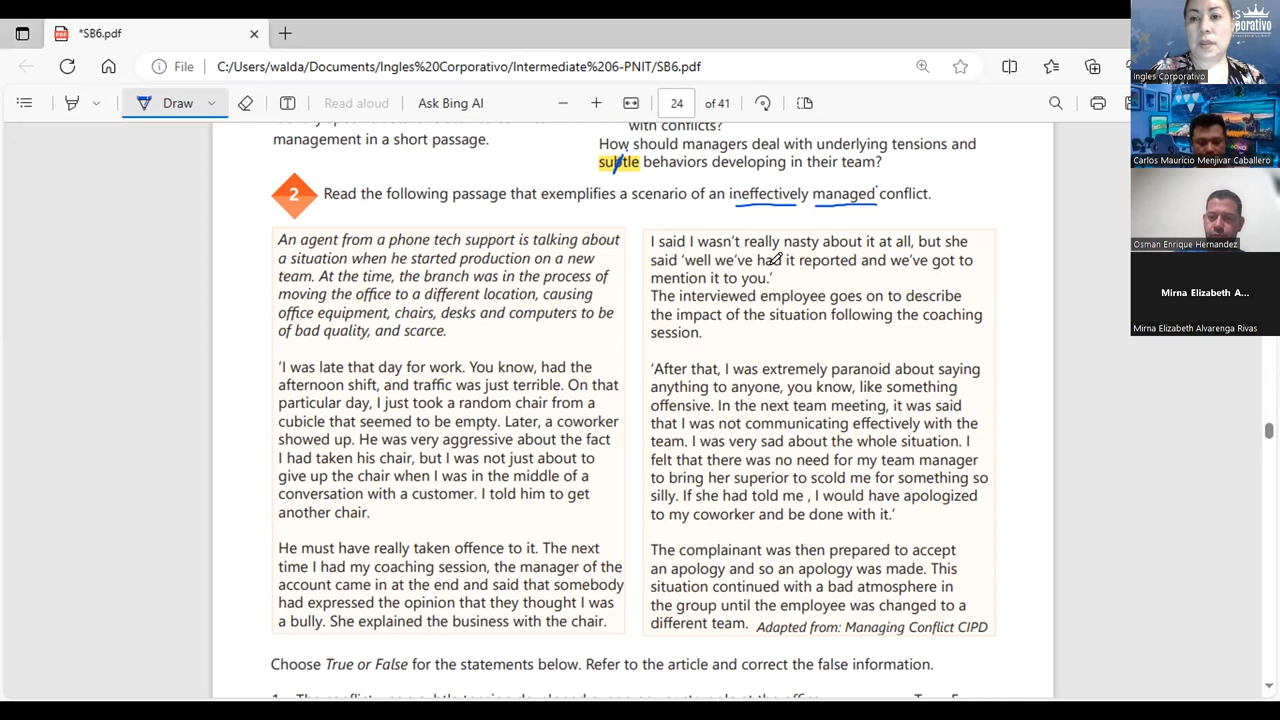 *SB6.pdf
File
C:/Users/walda/Documents/Ingles%20Corporativo/Intermediate%206-PNIT/SB6.pdf
Draw
Read aloud
Ask Bing AI
24
of 41
Ingles Corporativo
Carlos Mauricio Menjivar Caballero
Osman Enrique Hernandez
Mirna Elizabeth A...
Mirna Elizabeth Alvarenga Rivas
management in a short passage.
with conflicts?
How should managers deal with underlying tensions and
subtle behaviors developing in their team?
2
Read the following passage that exemplifies a scenario of an ineffectively managed conflict.
An agent from a phone tech support is talking about
a situation when he started production on a new
team. At the time, the branch was in the process of
moving the office to a different location, causing
office equipment, chairs, desks and computers to be
of bad quality, and scarce.
'I was late that day for work. You know, had the
afternoon shift, and traffic was just terrible. On that
particular day, I just took a random chair from a
cubicle that seemed to be empty. Later, a coworker
showed up. He was very aggressive about the fact
I had taken his chair, but I was not just about to
give up the chair when I was in the middle of a
conversation with a customer. I told him to get
another chair.
He must have really taken offence to it. The next
time I had my coaching session, the manager of the
account came in at the end and said that somebody
had expressed the opinion that they thought I was
a bully. She explained the business with the chair.
I said I wasn't really nasty about it at all, but she
said 'well we've had it reported and we've got to
mention it to you.'
The interviewed employee goes on to describe
the impact of the situation following the coaching
session.
'After that, I was extremely paranoid about saying
anything to anyone, you know, like something
offensive. In the next team meeting, it was said
that I was not communicating effectively with the
team. I was very sad about the whole situation. I
felt that there was no need for my team manager
to bring her superior to scold me for something so
silly. If she had told me , I would have apologized
to my coworker and be done with it.'
The complainant was then prepared to accept
an apology and so an apology was made. This
situation continued with a bad atmosphere in
the group until the employee was changed to a
different team.
Adapted from: Managing Conflict CIPD
Choose True or False for the statements below. Refer to the article and correct the false information.